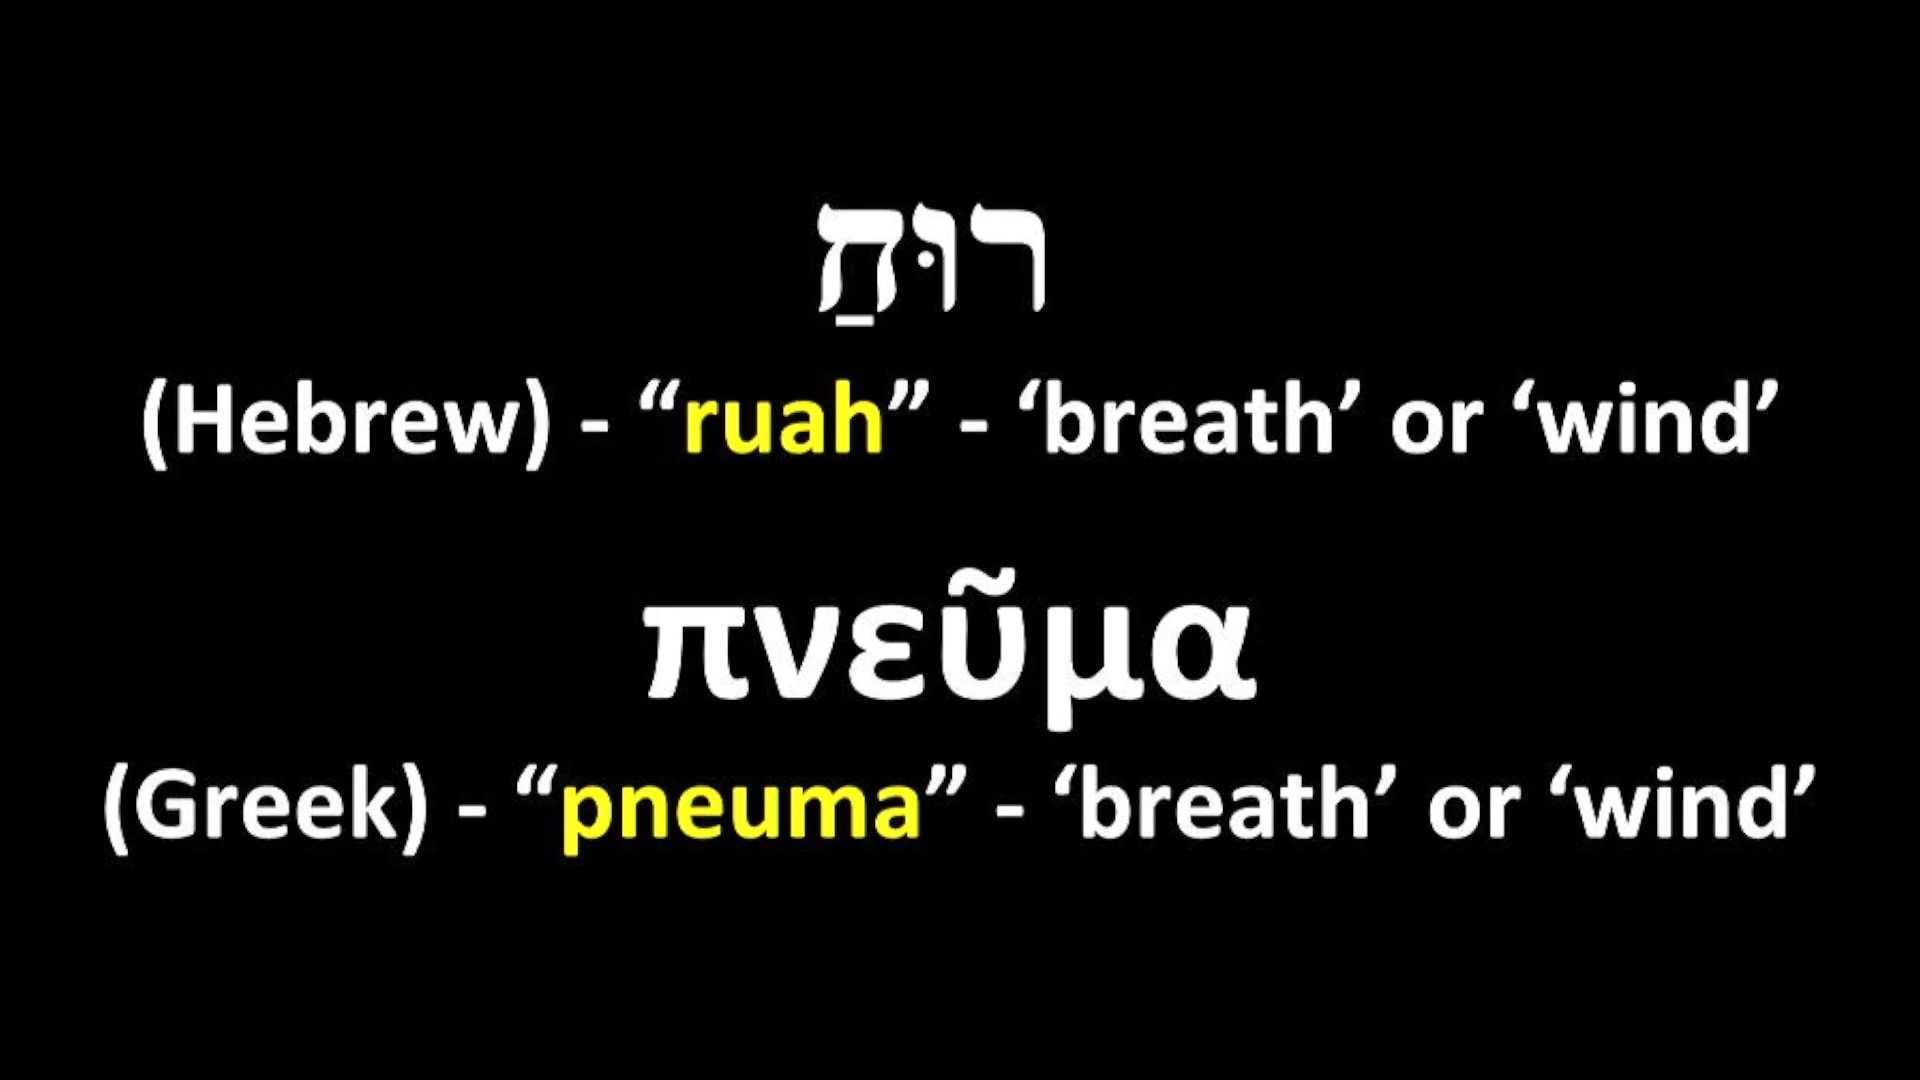 רוּחַ
(Hebrew) - “ruah” - ‘breath’ or ‘wind’
πνεῦμα
(Greek) - “pneuma” - ‘breath’ or ‘wind’